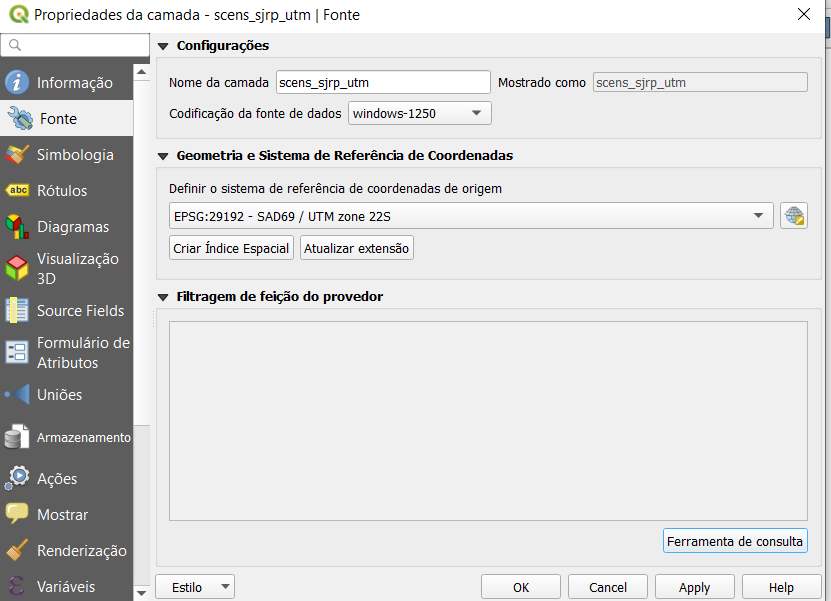 Propriedades da camada - scens_sjrp_utm | Fonte
Informação
Fonte
Simbologia
abc
Rótulos
Diagramas
Visualização
3D
Source Fields
Formulário de
Atributos
Uniões
Armazenamento
Ações
Mostrar
Renderização
Variáveis
Configurações
Nome da camada scens_sjrp_utm Mostrado como scens_sjrp_utm
Codificação da fonte de dados windows-1250
Geometria e Sistema de Referência de Coordenadas
Definir o sistema de referência de coordenadas de origem
EPSG:29192 - SAD69 / UTM zone 22S
Criar Índice Espacial Atualizar extensão
Filtragem de feição do provedor
Ferramenta de consulta
Estilo OK Cancel Apply Help